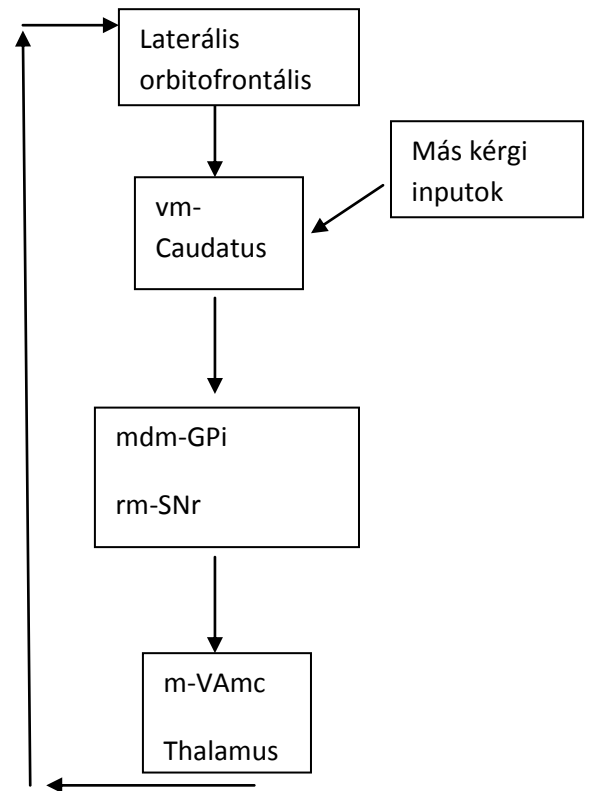 Laterális
orbitofrontális
Más kérgi
inputok
vm-
Caudatus
mdm-GPi
rm-SNr
m-VAmc
Thalamus